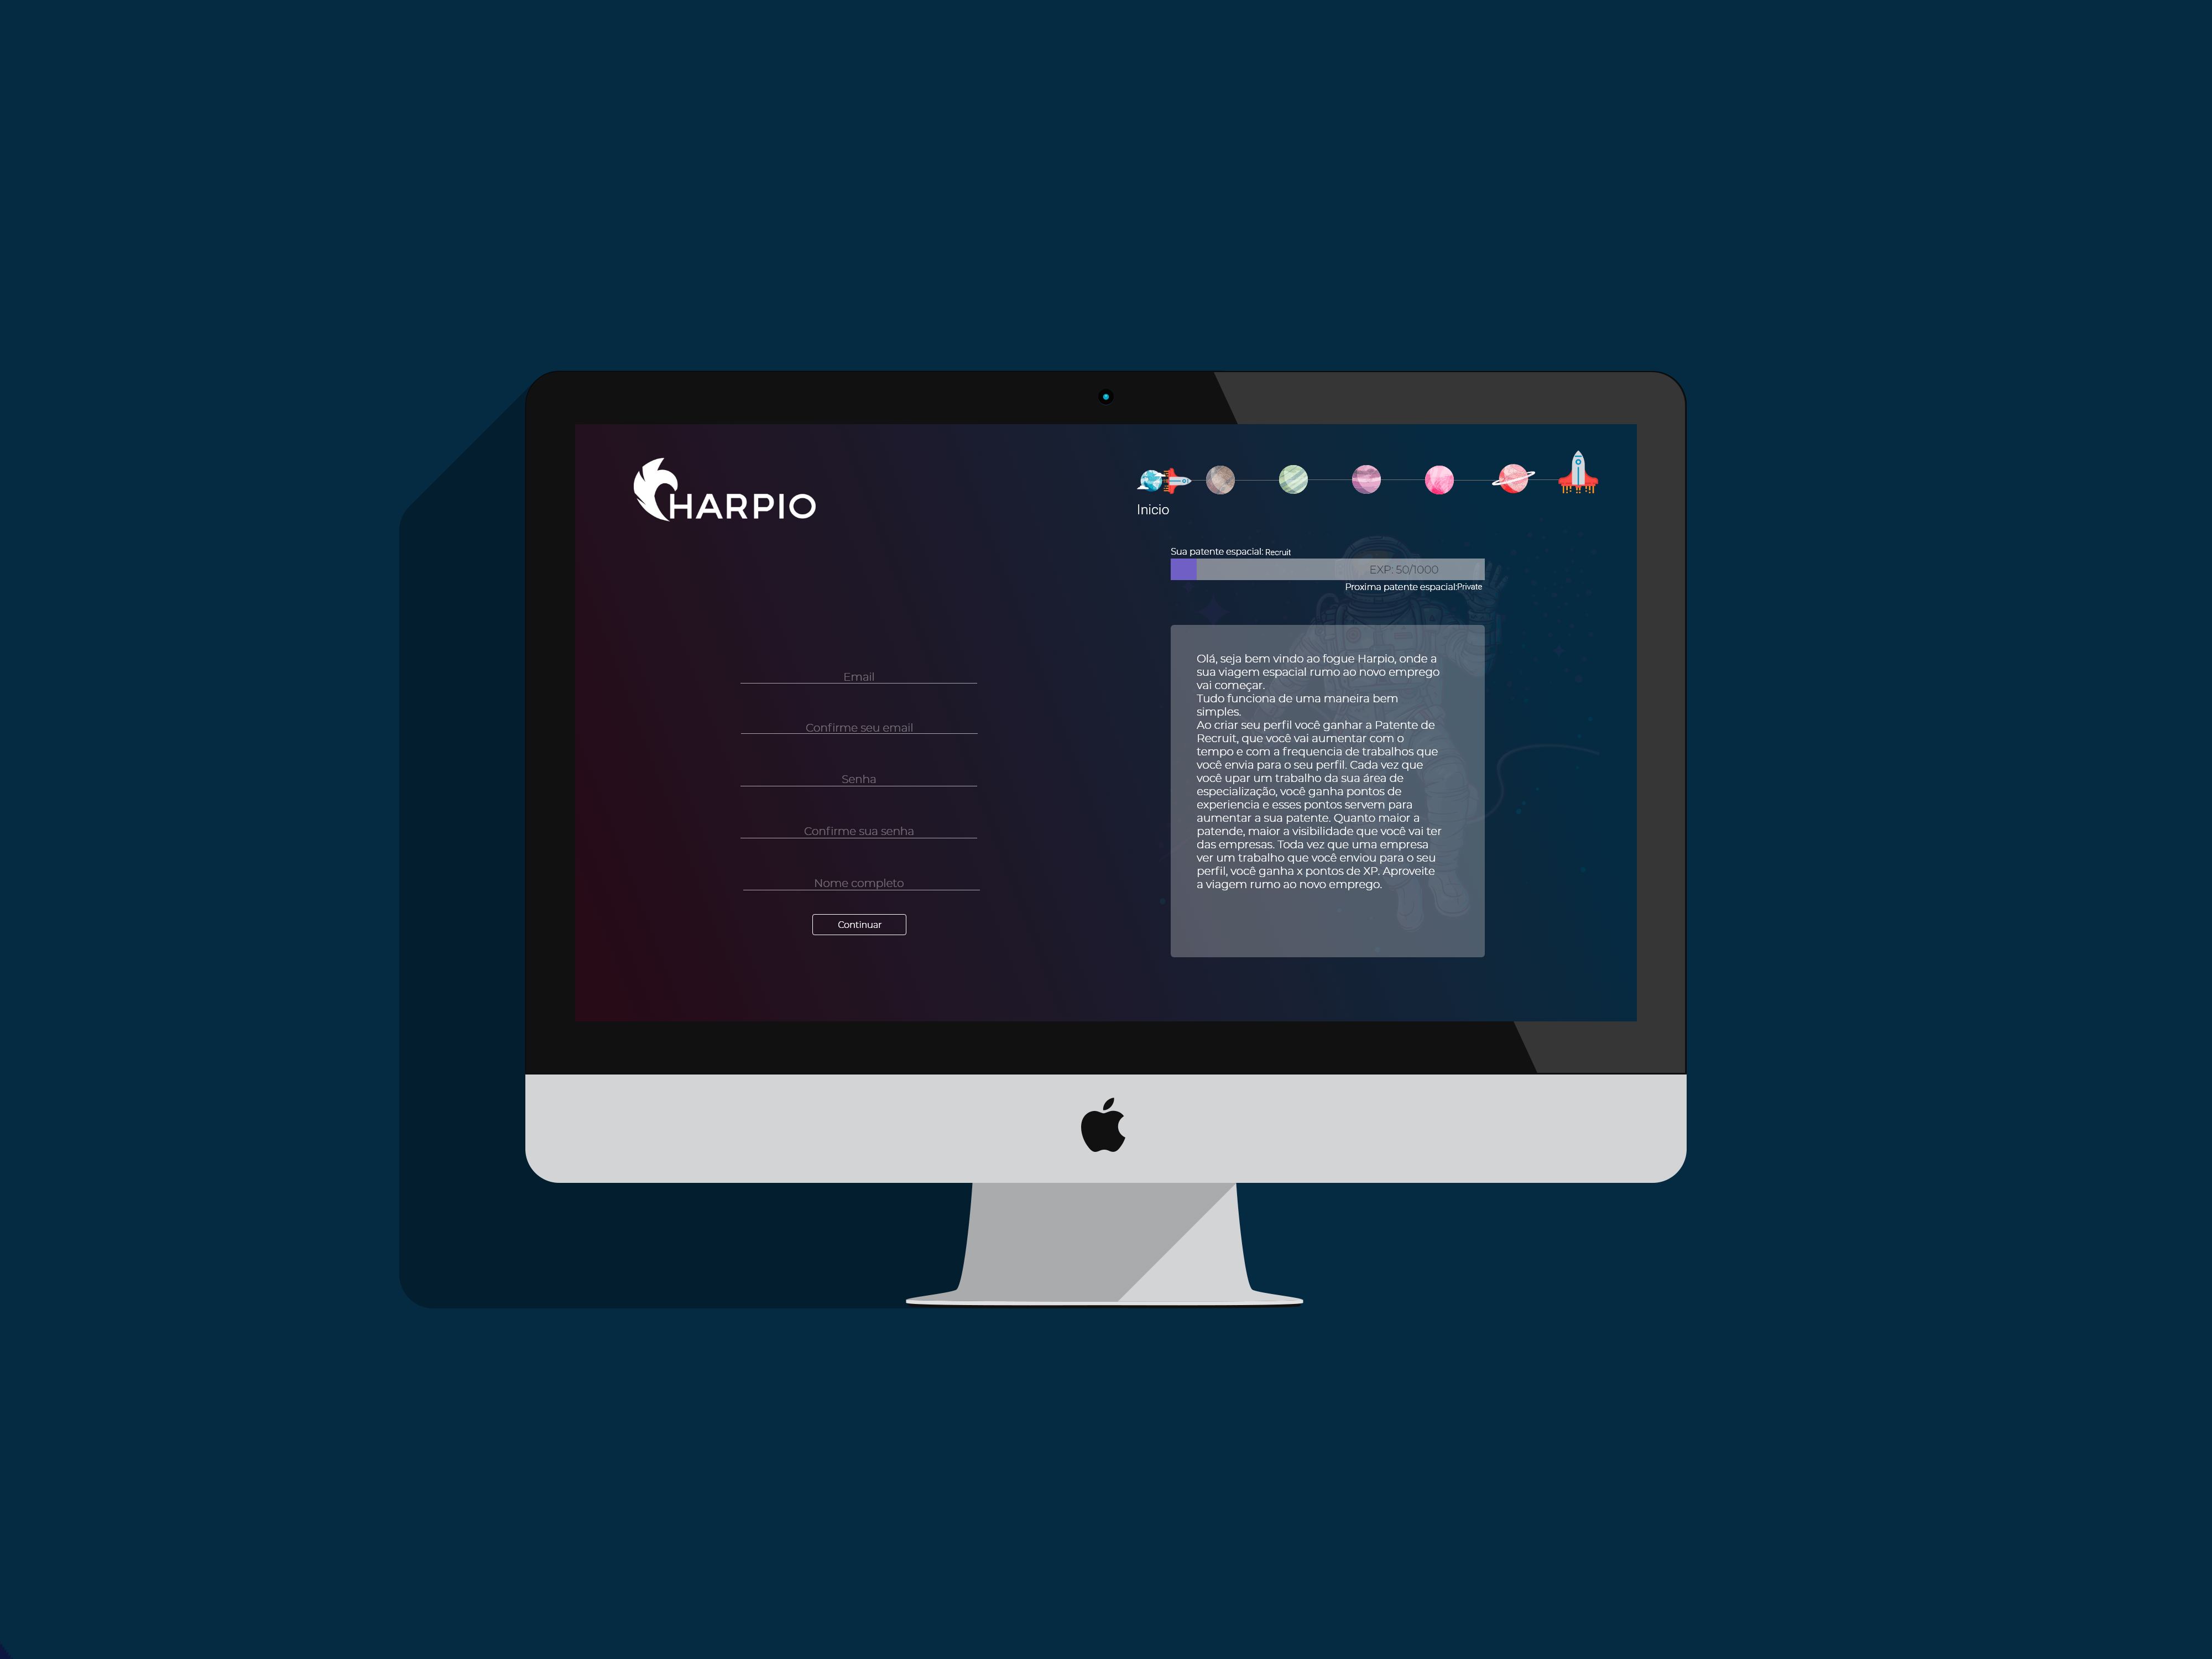 HARPIO
Inicio
Sua patente espacial: Recruit
EXP: 50/1000
Proxima patente espacial:Private
Email
Confirme seu email
Senha
Confirme sua senha
Nome completo
Continuar
Olá, seja bem vindo ao fogue Harpio, onde a
sua viagem espacial rumo ao novo emprego
vai começar.
Tudo funciona de uma maneira bem
simples.
Ao criar seu perfil você ganhar a Patente de
Recruit, que você vai aumentar com o
tempo e com a frequencia de trabalhos que
você envia para o seu perfil. Cada vez que
você upar um trabalho da sua área de
especialização, você ganha pontos de
experiencia e esses pontos servem para
aumentar a sua patente. Quanto maior a
patende, maior a visibilidade que você vai ter
das empresas. Toda vez que uma empresa
ver um trabalho que você enviou para o seu
perfil, você ganha x pontos de XP. Aproveite
a viagem rumo ao novo emprego.